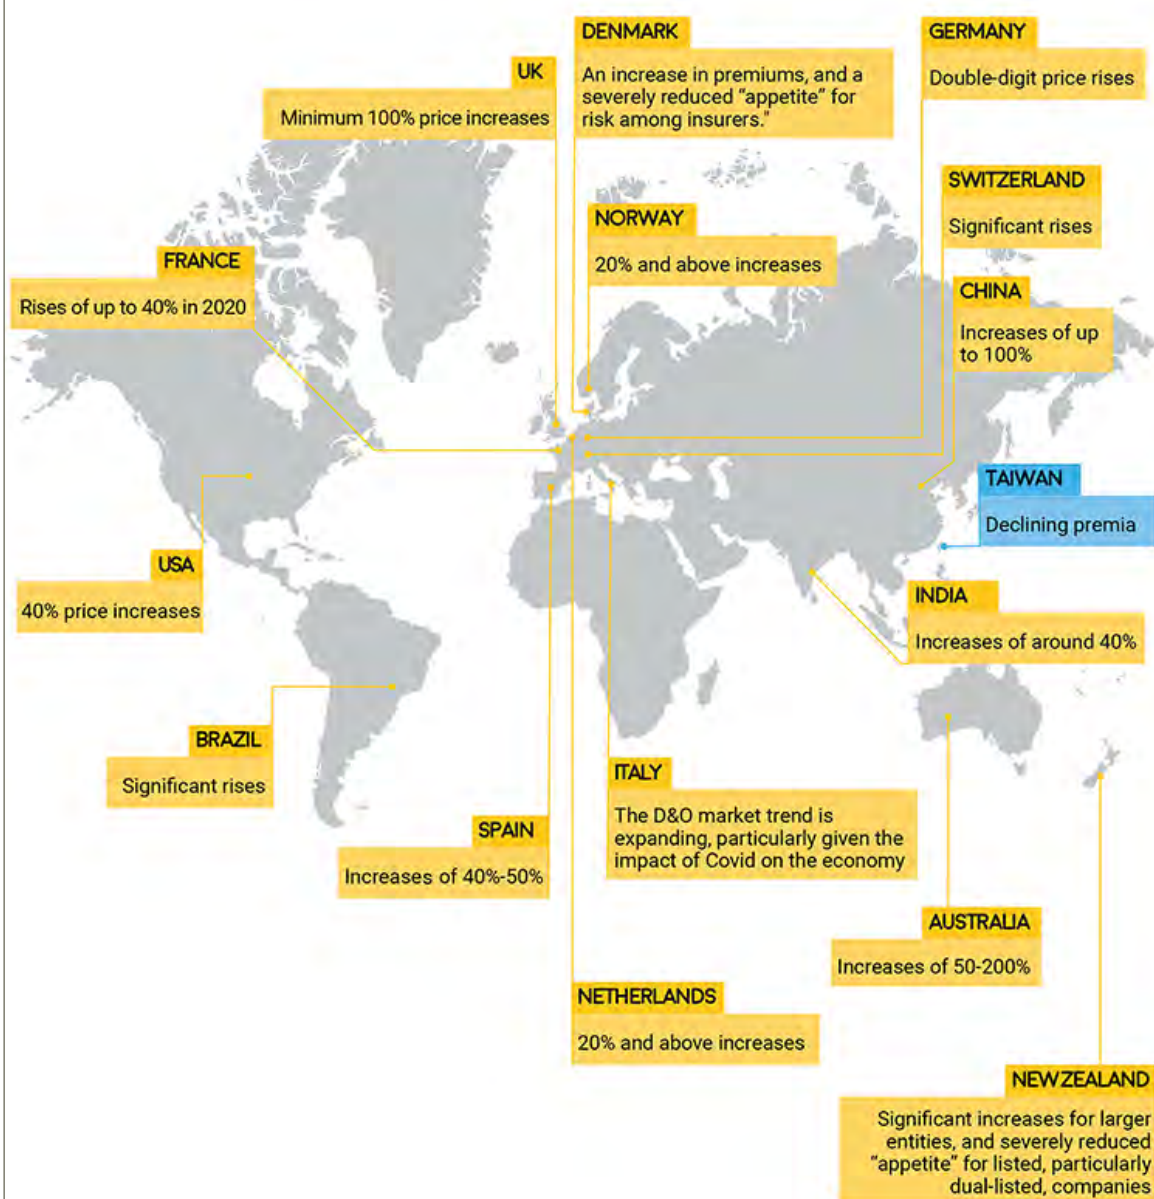 DENMARK
An increase in premiums, and a
severely reduced “appetite” for
risk among insurers."
GERMANY
Double-digit price rises
UK
Minimum 100% price increases
SWITZERLAND
Significant rises
NORWAY
20% and above increases
FRANCE
Rises of up to 40% in 2020
CHINA
Increases of up
to 100%
TAIWAN
Declining premia
USA
40% price increases
INDIA
Increases of around 40%
BRAZIL
Significant rises
ITALY
The D&O market trend is
expanding, particularly given the
impact of Covid on the economy
SPAIN
Increases of 40%-50%
AUSTRALIA
Increases of 50-200%
NETHERLANDS
20% and above increases
NEW ZEALAND
Significant increases for larger
entities, and severely reduced
“appetite” for listed, particularly
dual-listed, companies